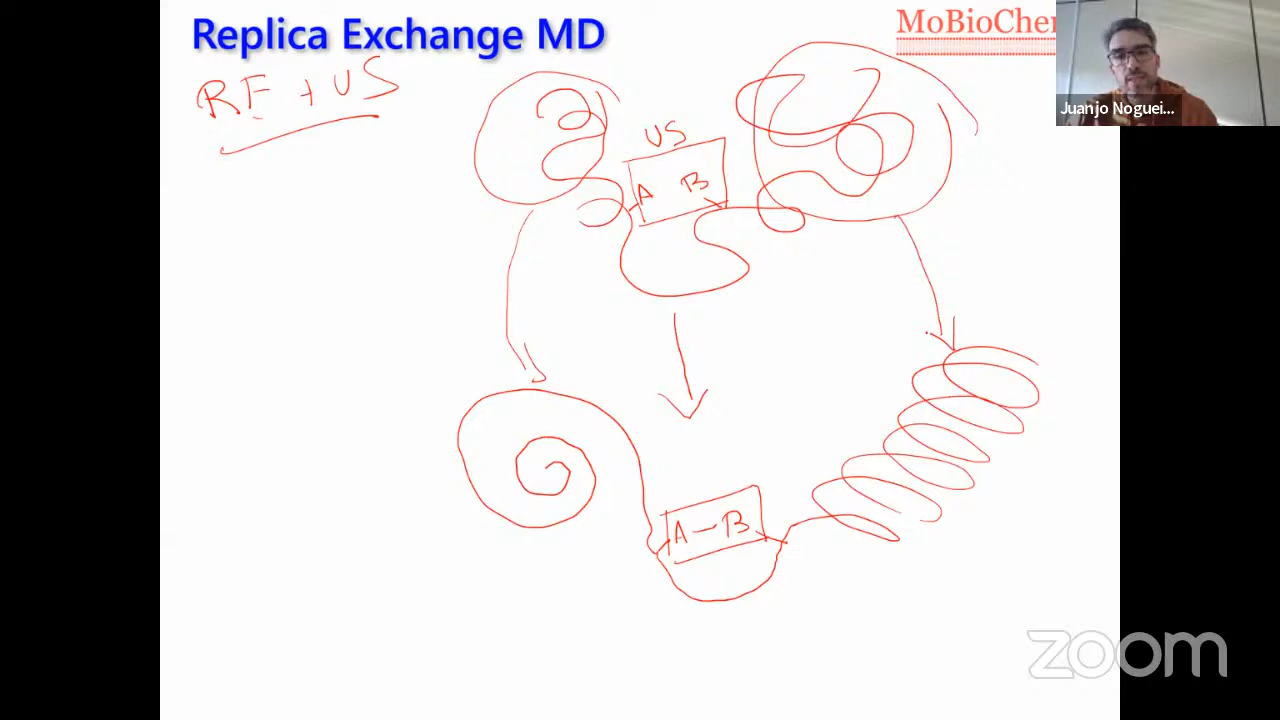 Replica Exchange MD
MoBioChem
RE + US
US
A B
A - B
Juanjo Noguei...
zoom